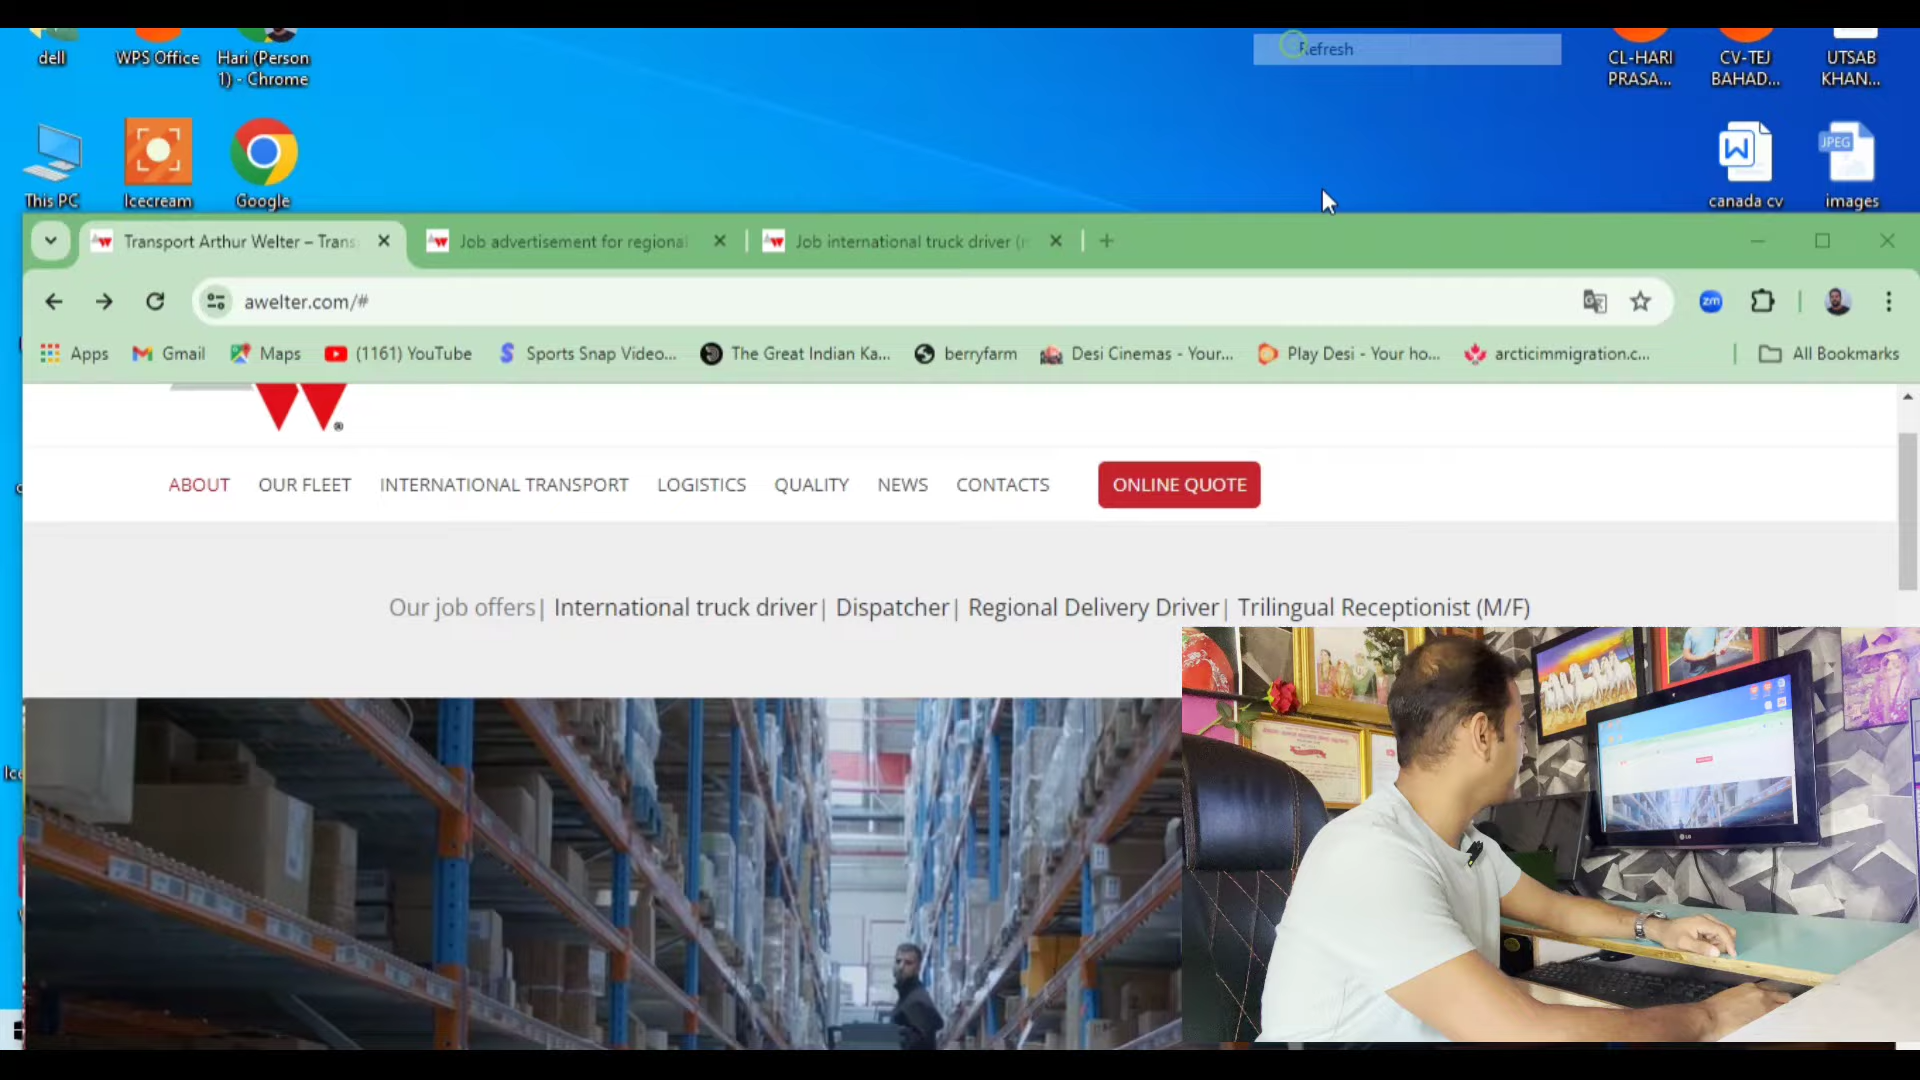 dell
WPS Office
Hari (Person
1) - Chrome
Refresh
CL-HARI
PRASA...
CV-TEJ
BAHAD...
UTSAB
KHAN...
This PC
Icecream
Google
W
canada cv
JPEG
images
Transport Arthur Welter – Trans
Job advertisement for regional
Job international truck driver (
awelter.com/#
zm
Apps
Gmail
Maps
(1161) YouTube
Sports Snap Video...
The Great Indian Ka...
berryfarm
Desi Cinemas - Your...
Play Desi - Your ho...
arcticimmigration.c...
All Bookmarks
ABOUT
OUR FLEET
INTERNATIONAL TRANSPORT
LOGISTICS
QUALITY
NEWS
CONTACTS
ONLINE QUOTE
Our job offers| International truck driver| Dispatcher| Regional Delivery Driver| Trilingual Receptionist (M/F)
LG